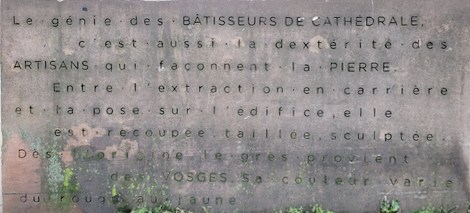 Le génie des BÂTISSEURS DE CATHÉDRALE,
c'est aussi la dextérité des
ARTISANS qui façonnent la PIERRE.
Entre l'extraction en carrière
et la pose sur l'édifice, elle
est recoupée, taillée, sculptée.
Dès l'origine le grès provient
des VOSGES. Sa couleur varie
du rouge au jaune